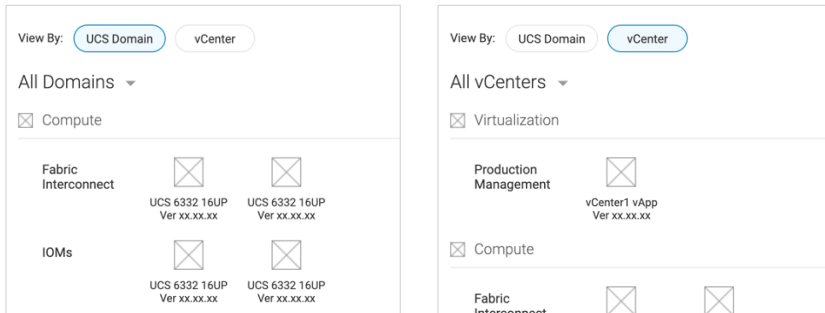 View By: UCS Domain vCenter
All Domains
Compute
Fabric
Interconnect
UCS 6332 16UP UCS 6332 16UP
Ver xx.xx.xx Ver xx.xx.xx
IOMs
UCS 6332 16UP UCS 6332 16UP
Ver xx.xx.xx Ver xx.xx.xx
View By: UCS Domain vCenter
All vCenters
Virtualization
Production
Management
vCenter1 vApp
Ver xx.xx.xx
Compute
Fabric
Interconnect